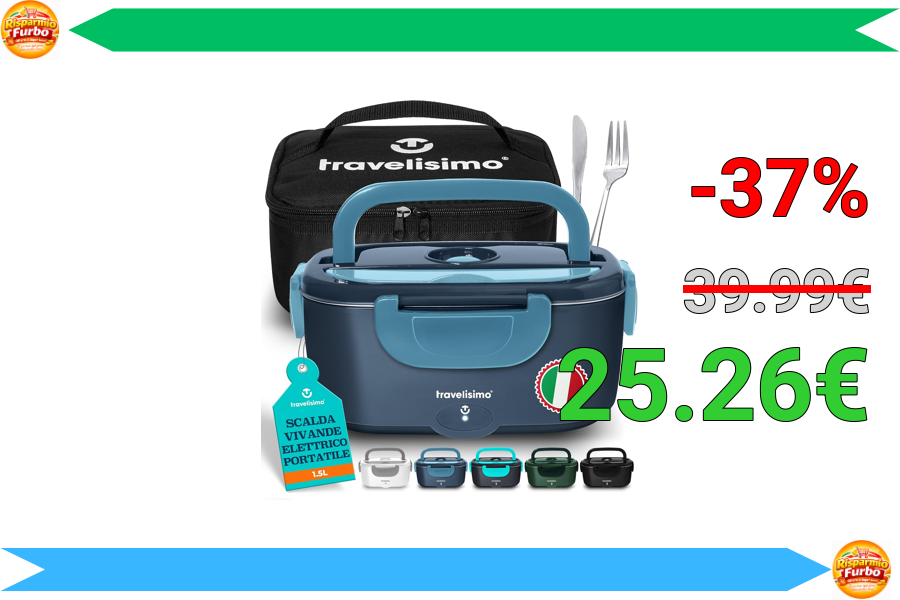 Risparmio
Furbo
travelisimo®
-37%
39.99€
25.26€
travelisimo®
SCALDA
VIVANDE
ELETTRICO
PORTATILE
1.5L
travelisimo
Risparmio
Furbo